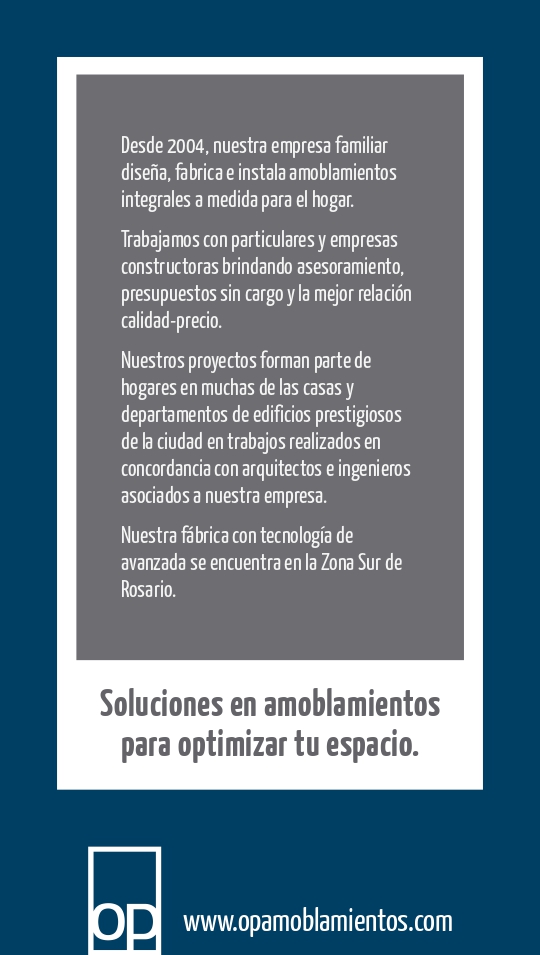 Desde 2004, nuestra empresa familiar
diseña, fabrica e instala amoblamientos
integrales a medida para el hogar.
Trabajamos con particulares y empresas
constructoras brindando asesoramiento,
presupuestos sin cargo y la mejor relación
calidad-precio.
Nuestros proyectos forman parte de
hogares en muchas de las casas y
departamentos de edificios prestigiosos
de la ciudad en trabajos realizados en
concordancia con arquitectos e ingenieros
asociados a nuestra empresa.
Nuestra fábrica con tecnología de
avanzada se encuentra en la Zona Sur de
Rosario.
Soluciones en amoblamientos
para optimizar tu espacio.
op
www.opamoblamientos.com